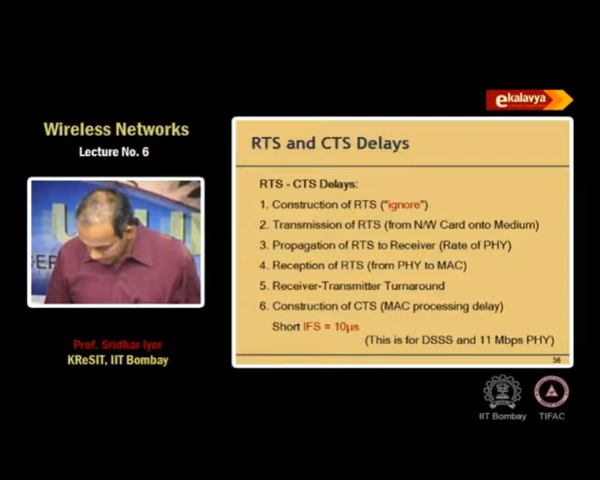 ekalavya
Wireless Networks
Lecture No. 6
RTS and CTS Delays
RTS - CTS Delays:
1. Construction of RTS ("ignore")
2. Transmission of RTS (from N/W Card onto Medium)
3. Propagation of RTS to Receiver (Rate of PHY)
4. Reception of RTS (from PHY to MAC)
5. Receiver-Transmitter Turnaround
6. Construction of CTS (MAC processing delay)
Short IFS = 10µs
(This is for DSSS and 11 Mbps PHY)
36
Prof. Sridhar Iyer
KReSIT, IIT Bombay
IIT Bombay
TIFAC